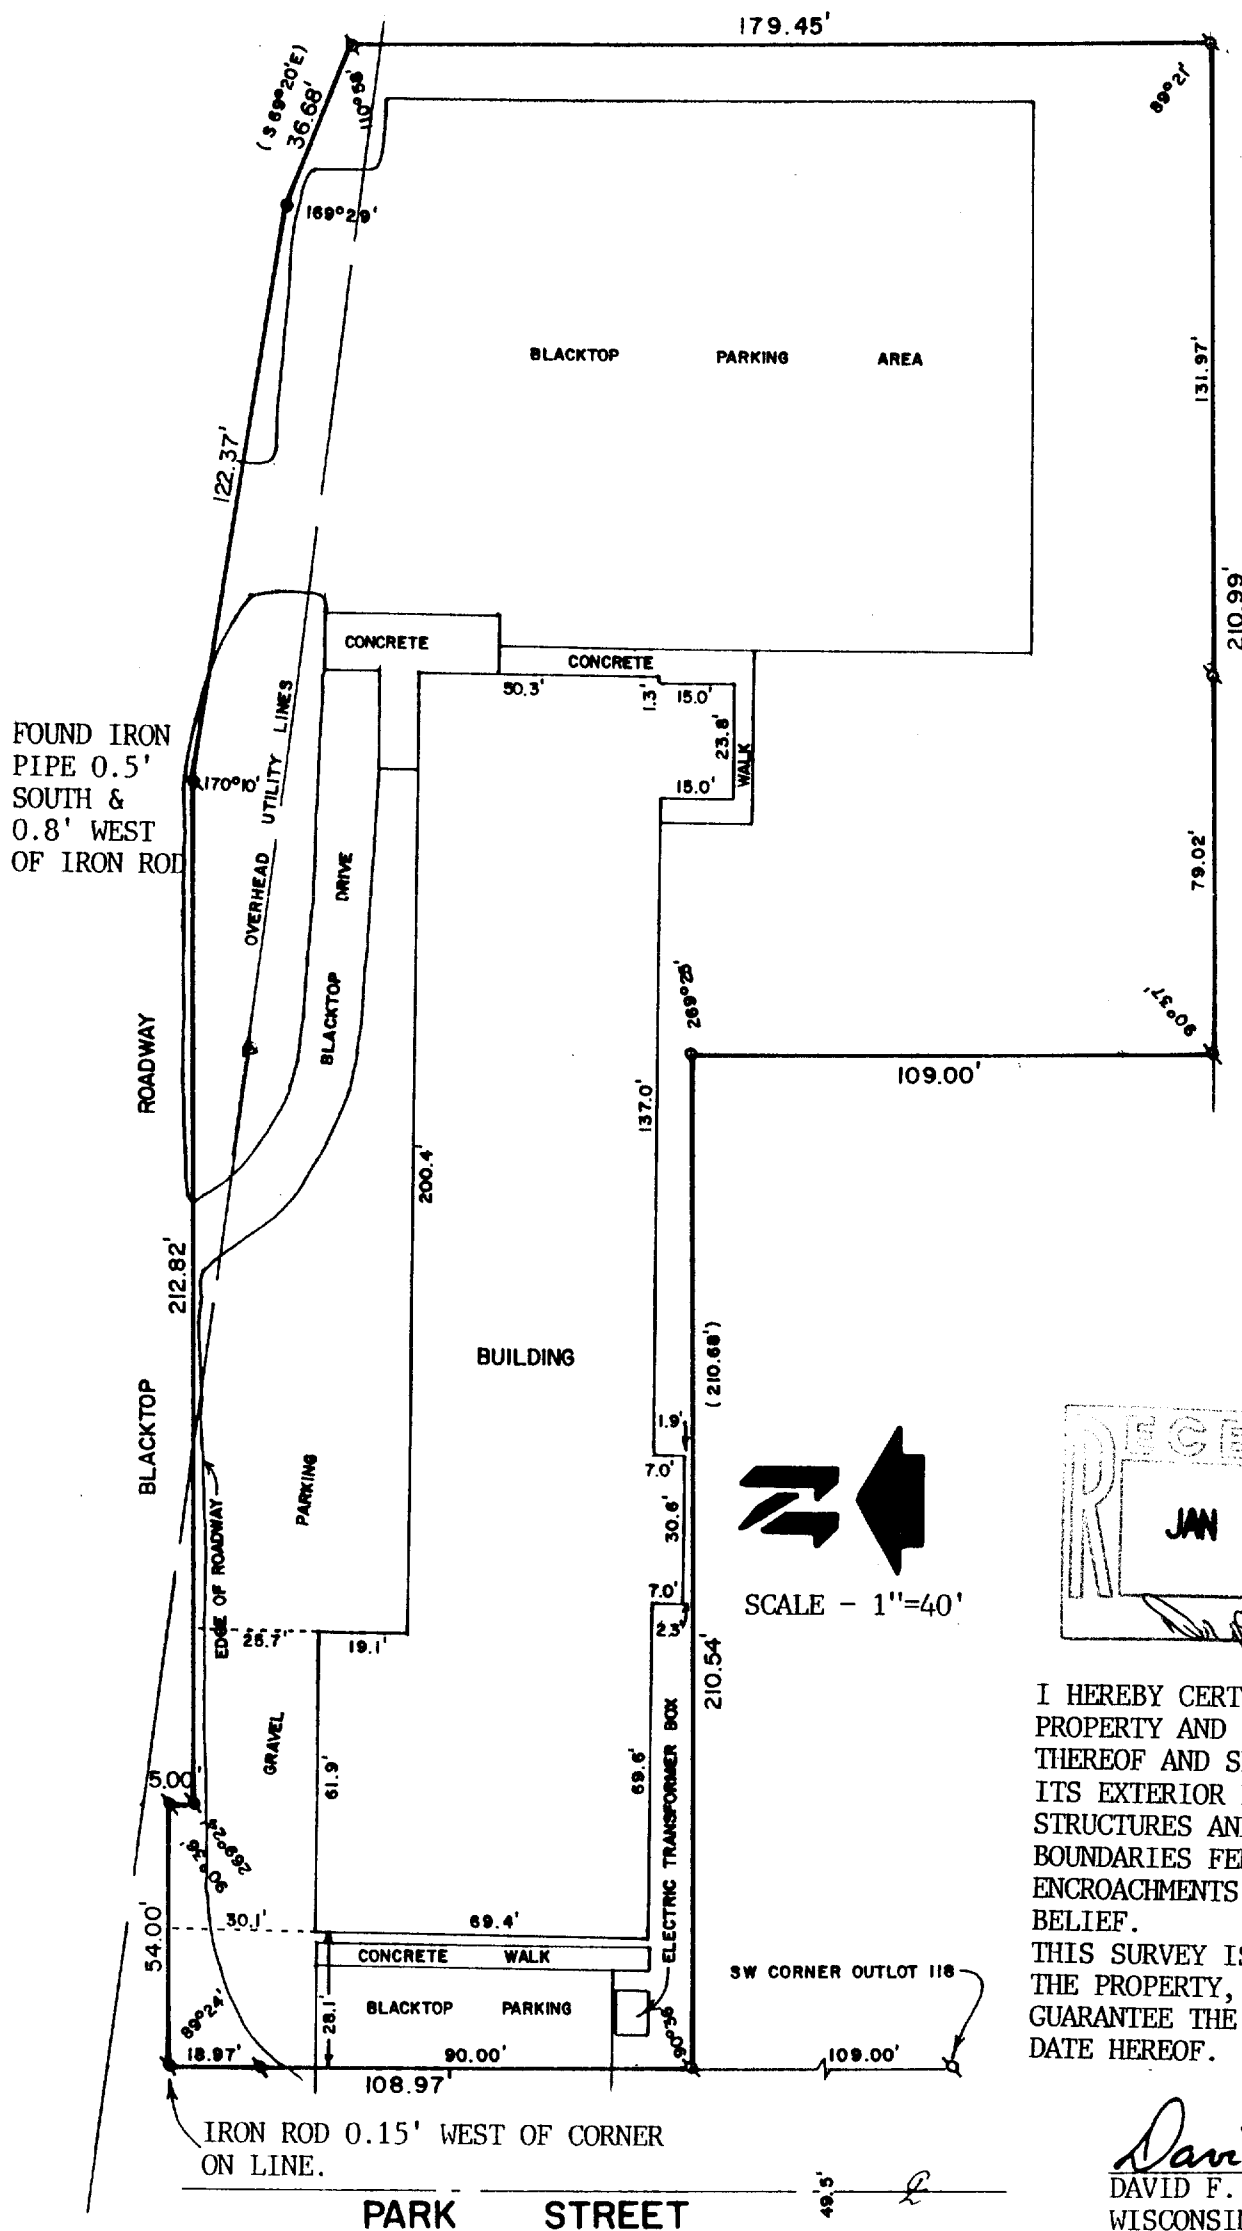 179.45'
(S 69°20'E)
36.68'
110°58'
89°21'
169°29'
BLACKTOP PARKING AREA
131.97'
122.37'
210.99'
CONCRETE
CONCRETE
50.3'
1.3'
15.0'
23.8'
WALK
15.0'
FOUND IRON
PIPE 0.5'
SOUTH &
0.8' WEST
OF IRON ROD
170°10'
OVERHEAD UTILITY LINES
BLACKTOP DRIVE
79.02'
269°25'
90°37'
109.00'
BLACKTOP ROADWAY
137.0'
200.4'
212.82'
BUILDING
(210.68')
1.9'
7.0'
30.6'
7.0'
2.3'
N
SCALE - 1"=40'
RECE
JAN
PARKING
EDGE OF ROADWAY
25.7'
19.1'
210.54'
GRAVEL
61.9'
69.6'
ELECTRIC TRANSFORMER BOX
5.00'
90°38'
54.00'
30.1'
69.4'
CONCRETE WALK
BLACKTOP PARKING
28.1'
89°24'
90°36'
18.97'
90.00'
108.97'
109.00'
SW CORNER OUTLOT 118
IRON ROD 0.15' WEST OF CORNER
ON LINE.
PARK STREET
49.5'
I HEREBY CERT
PROPERTY AND
THEREOF AND S
ITS EXTERIOR
STRUCTURES AN
BOUNDARIES FE
ENCROACHMENTS
BELIEF.
THIS SURVEY IS
THE PROPERTY,
GUARANTEE THE
DATE HEREOF.
Davi
DAVID F.
WISCONSIN